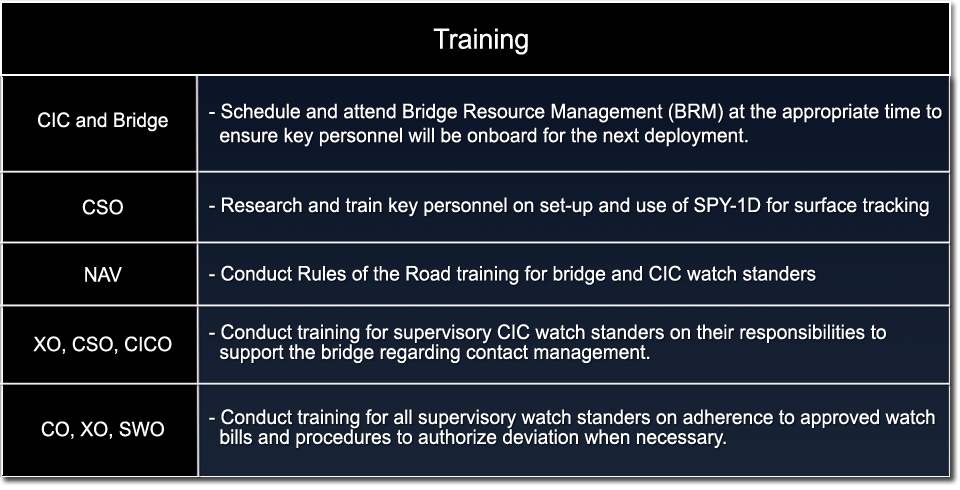 Training
CIC and Bridge
- Schedule and attend Bridge Resource Management (BRM) at the appropriate time to
ensure key personnel will be onboard for the next deployment.
CSO
- Research and train key personnel on set-up and use of SPY-1D for surface tracking
NAV
- Conduct Rules of the Road training for bridge and CIC watch standers
XO, CSO, CICO
- Conduct training for supervisory CIC watch standers on their responsibilities to
support the bridge regarding contact management.
CO, XO, SWO
- Conduct training for all supervisory watch standers on adherence to approved watch
bills and procedures to authorize deviation when necessary.